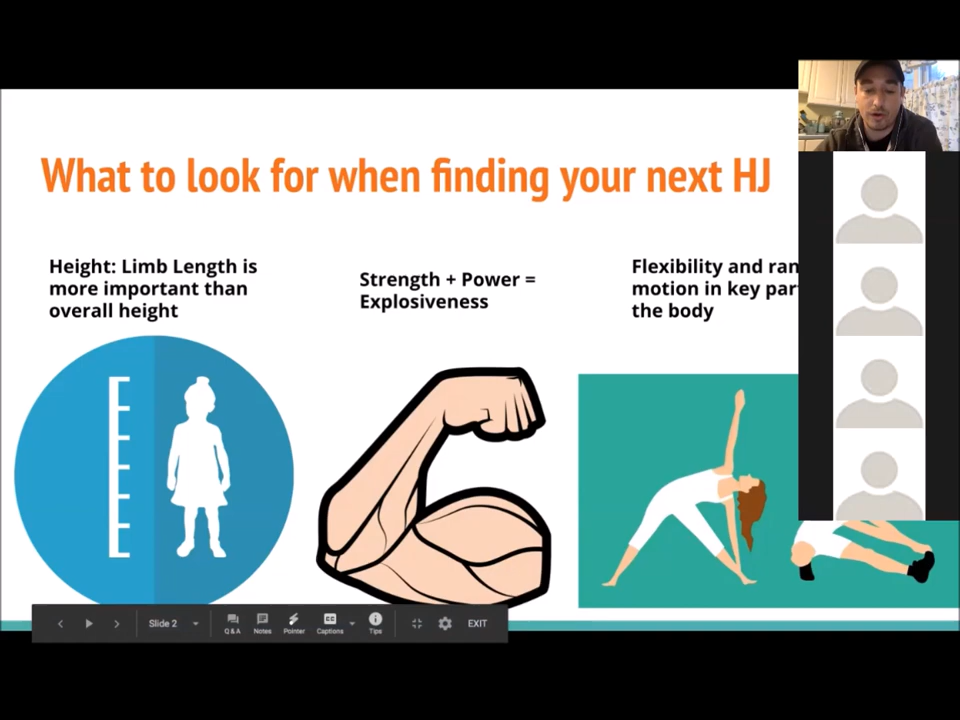 What to look for when finding your next HJ
Height: Limb Length is
more important than
overall height
Strength + Power =
Explosiveness
Flexibility and ran
motion in key par
the body
Slide 2
Q & A
Notes
Pointer
CC
Captions
Tips
EXIT